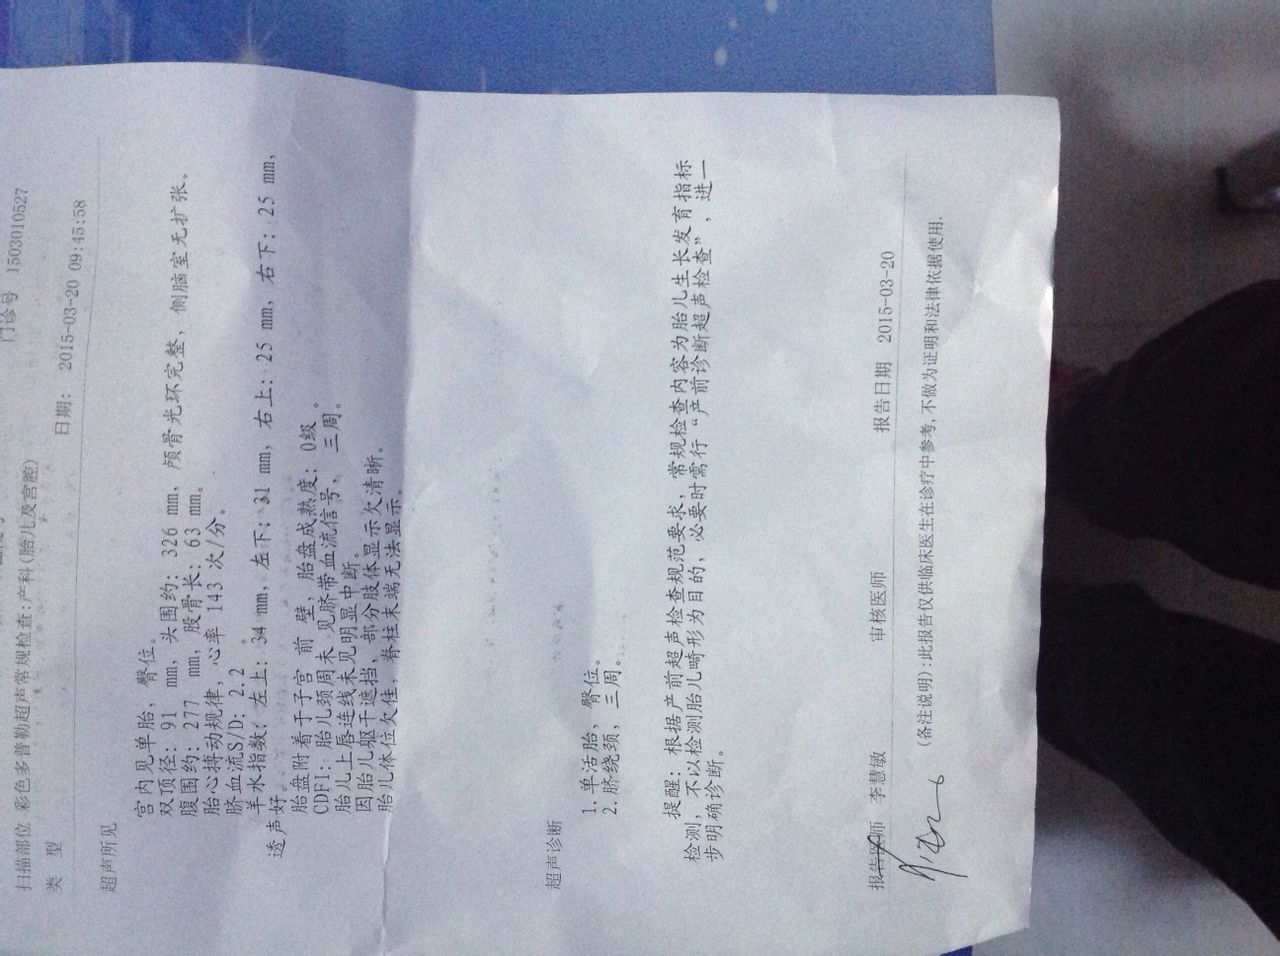 门诊号 1503010527
扫描部位 彩色多普勒超声常规检查:产科(胎儿及宫腔)
类 型 日期: 2015-03-20 09:45:58
超声所见
宫内见单胎, 臀位。
双顶径: 91 mm, 头围约: 326 mm, 颅骨光环完整, 侧脑室无扩张。
腹围约: 277 mm, 股骨长: 63 mm。
胎心搏动规律, 心率 143 次/分。
脐血流S/D: 2.2
羊水指数: 左上: 34 mm, 左下: 31 mm, 右上: 25 mm, 右下: 25 mm,
透声好。
胎盘附着于子宫 前 壁, 胎盘成熟度: 0级 。
CDFI: 胎儿颈周未 见脐带血流信号、 三周。
胎儿上唇连线未见明显中断。
因胎儿躯干遮挡, 部分肢体显示欠清晰。
胎儿体位欠佳, 脊柱末端无法显示。
超声诊断
1. 单活胎, 臀位。
2. 脐绕颈, 三周。
提醒: 根据产前超声检查规范要求, 常规检查内容为胎儿生长发育指标
检测, 不以检测胎儿畸形为目的, 必要时需行“产前诊断超声检查”, 进一
步明确诊断。
报告医师 李慧敏 审核医师 报告日期 2015-03-20
(备注说明):此报告仅供临床医生在诊疗中参考,不做为证明和法律依据使用.